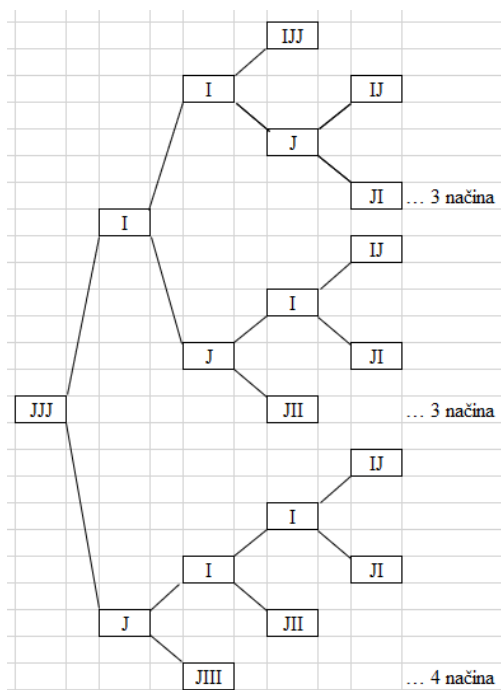 IJJ
I IJ
J
JI ... 3 načina
I
IJ
I
J JI
JJJ JII ... 3 načina
IJ
I
I JI
J JII
JIII ... 4 načina